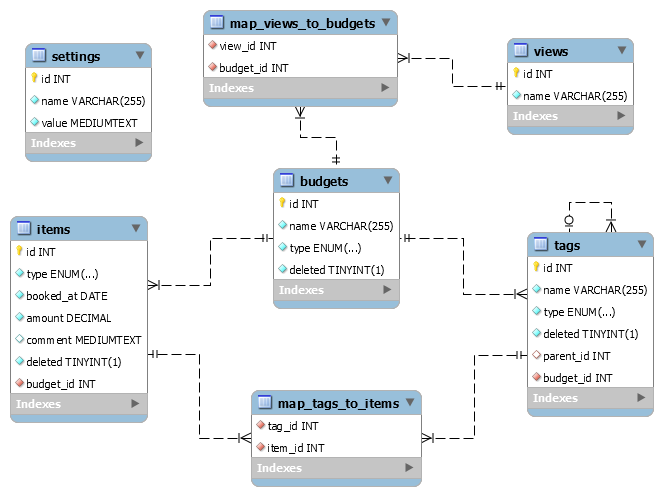 map_views_to_budgets
view_id INT
budget_id INT
Indexes
settings
id INT
name VARCHAR(255)
value MEDIUMTEXT
Indexes
views
id INT
name VARCHAR(255)
Indexes
budgets
id INT
name VARCHAR(255)
type ENUM(...)
deleted TINYINT(1)
Indexes
items
id INT
type ENUM(...)
booked_at DATE
amount DECIMAL
comment MEDIUMTEXT
deleted TINYINT(1)
budget_id INT
Indexes
tags
id INT
name VARCHAR(255)
type ENUM(...)
deleted TINYINT(1)
parent_id INT
budget_id INT
Indexes
map_tags_to_items
tag_id INT
item_id INT
Indexes